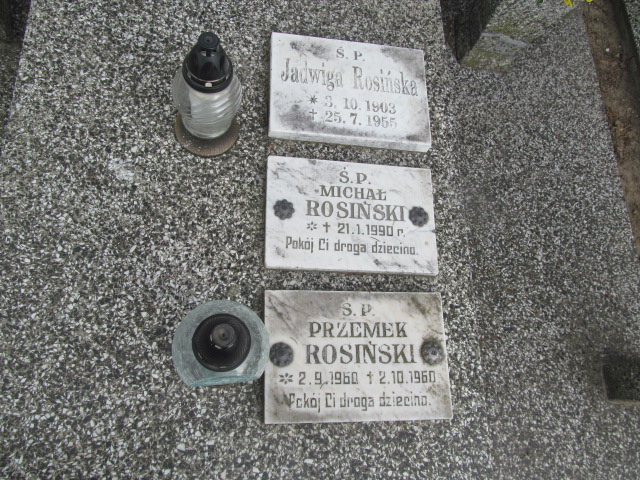 Ś. P.
Jadwiga Rosińska
* 3. 10. 1903
+ 25. 7. 1955
Ś. P.
MICHAŁ
ROSIŃSKI
* + 21.1.1990 r.
Pokój Ci droga dziecino.
Ś. P.
PRZEMEK
ROSIŃSKI
* 2.9.1960 + 2.10.1960
Pokój Ci droga dziecino.